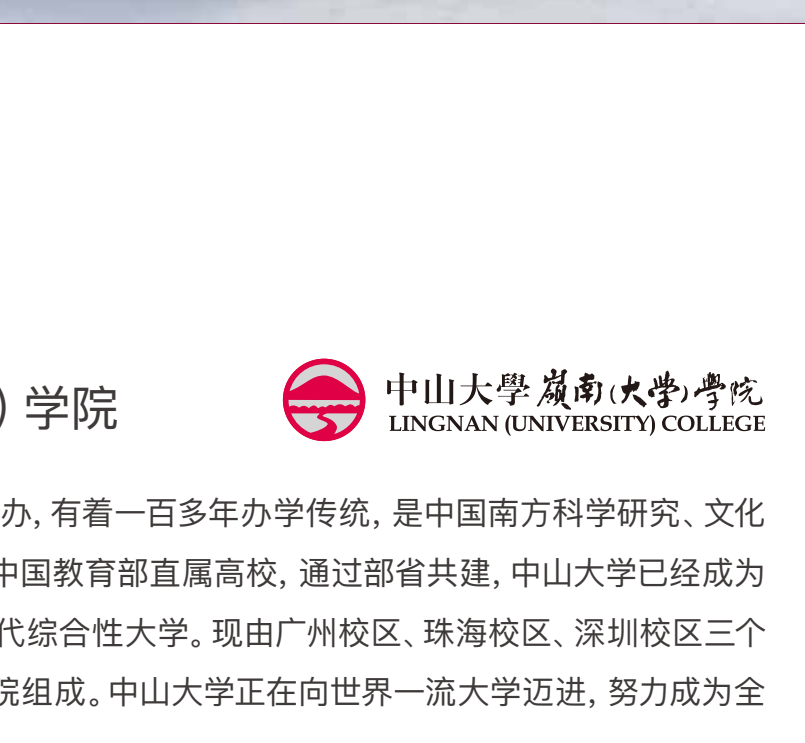 ) 学院
中山大學 嶺南(大学)學院
LINGNAN (UNIVERSITY) COLLEGE
办, 有着一百多年办学传统, 是中国南方科学研究、文化
中国教育部直属高校, 通过部省共建, 中山大学已经成为
代综合性大学。现由广州校区、珠海校区、深圳校区三个
院组成。中山大学正在向世界一流大学迈进, 努力成为全